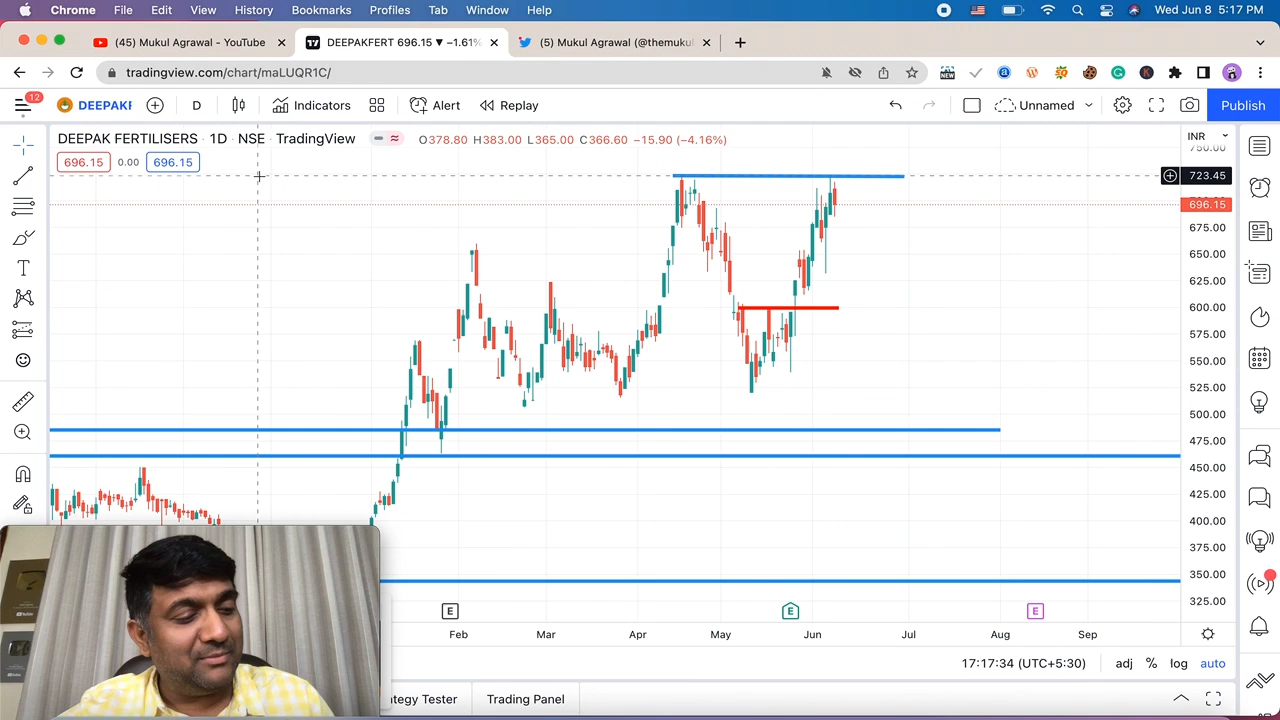 Chrome File Edit View History Bookmarks Profiles Tab Window Help Wed Jun 8 5:17 PM
(45) Mukul Agrawal - YouTube DEEPAKFERT 696.15 ▼ −1.61% (5) Mukul Agrawal (@themukul
tradingview.com/chart/maLUQR1C/
12 DEEPAKF D Indicators Alert Replay Unnamed Publish
DEEPAK FERTILISERS · 1D · NSE · TradingView O378.80 H383.00 L365.00 C366.60 −15.90 (−4.16%) INR
750.00
696.15 0.00 696.15
723.45
696.15
675.00
650.00
625.00
600.00
575.00
550.00
525.00
500.00
475.00
450.00
425.00
400.00
375.00
350.00
325.00
E E E
Feb Mar Apr May Jun Jul Aug Sep
17:17:34 (UTC+5:30) adj % log auto
Tester Trading Panel